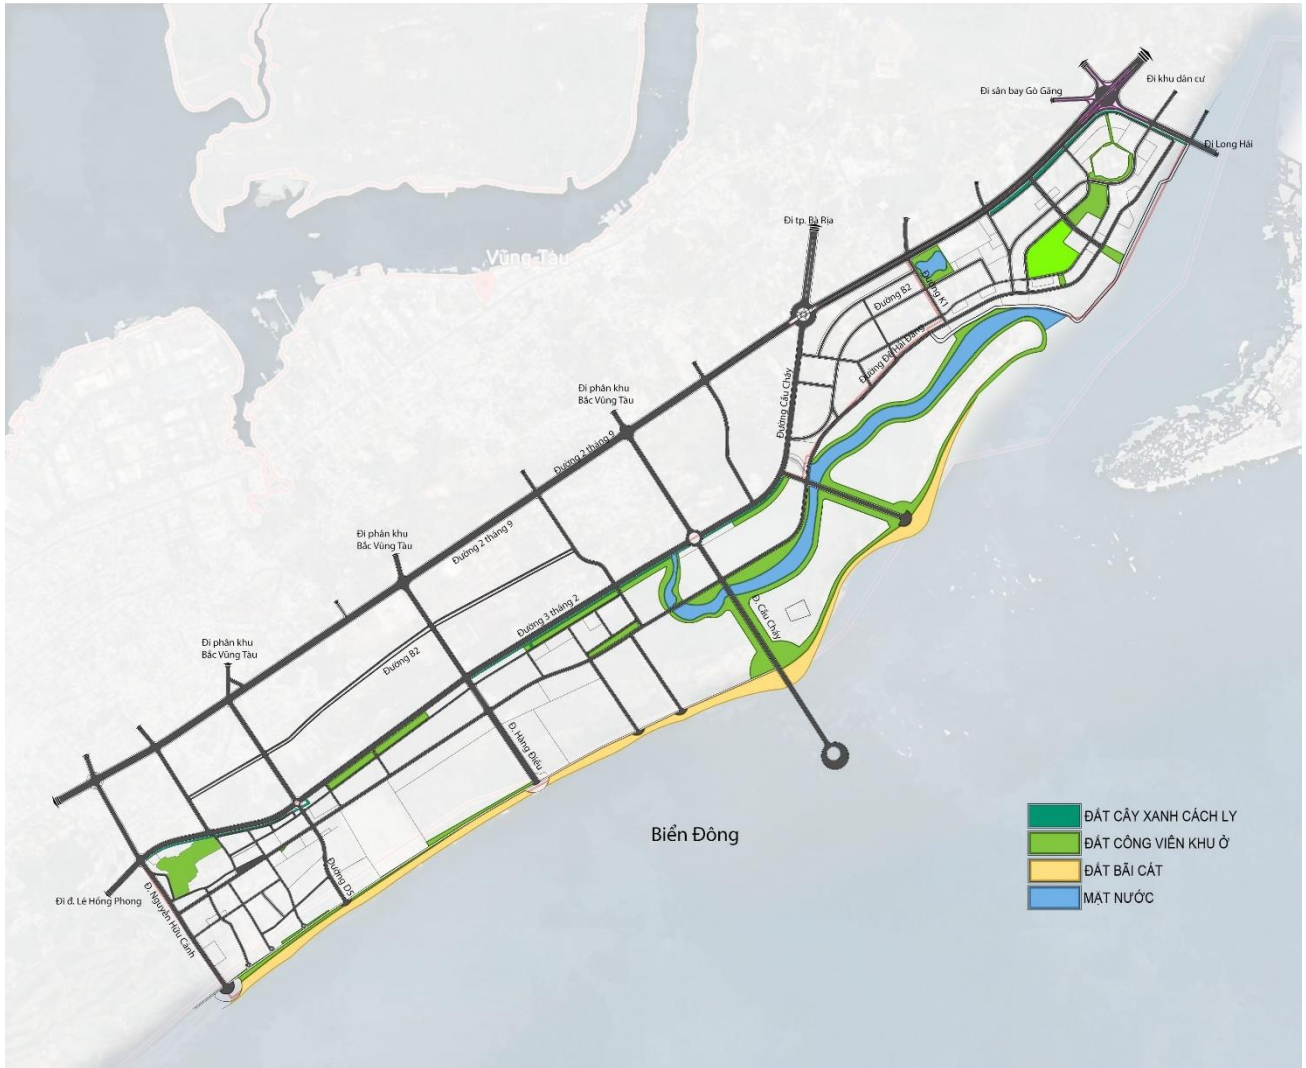 Đi khu dân cư
Đi sân bay Gò Găng
Đi Long Hải
Đi tp. Bà Rịa
Vũng Tàu
Đường B2
Đường K1
Đường Đô Hải Đăng
Đi phân khu
Bắc Vũng Tàu
Đường Cầu Cháy
Đường 2 tháng 9
Đi phân khu
Bắc Vũng Tàu
Đường 2 tháng 9
Đường 3 tháng 2
Đ. Cầu Cháy
Đi phân khu
Bắc Vũng Tàu
Đường B2
Đ. Hàng Điều
Biển Đông
ĐẤT CÂY XANH CÁCH LY
ĐẤT CÔNG VIÊN KHU Ở
ĐẤT BÃI CÁT
MẶT NƯỚC
Đường D5
Đi đ. Lê Hồng Phong
Đ. Nguyễn Hữu Cảnh